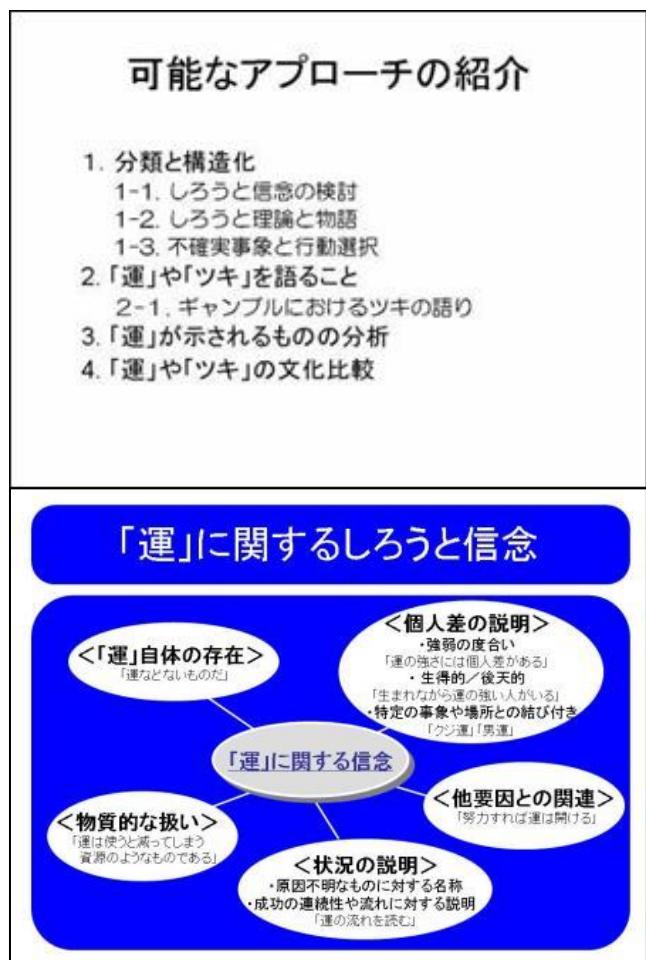 可能なアプローチの紹介
1. 分類と構造化
1-1. しろうと信念の検討
1-2. しろうと理論と物語
1-3. 不確実事象と行動選択
2.「運」や「ツキ」を語ること
2-1. ギャンブルにおけるツキの語り
3.「運」が示されるものの分析
4.「運」や「ツキ」の文化比較
「運」に関するしろうと信念
＜「運」自体の存在＞
「運などないものだ」
＜個人差の説明＞
・強弱の度合い
「運の強さには個人差がある」
・生得的／後天的
「生まれながら運の強い人がいる」
・特定の事象や場所との結び付き
「クジ運」「男運」
「運」に関する信念
＜物質的な扱い＞
「運は使うと減ってしまう
資源のようなものである」
＜他要因との関連＞
「努力すれば運は開ける」
＜状況の説明＞
・原因不明なものに対する名称
・成功の連続性や流れに対する説明
「運の流れを読む」